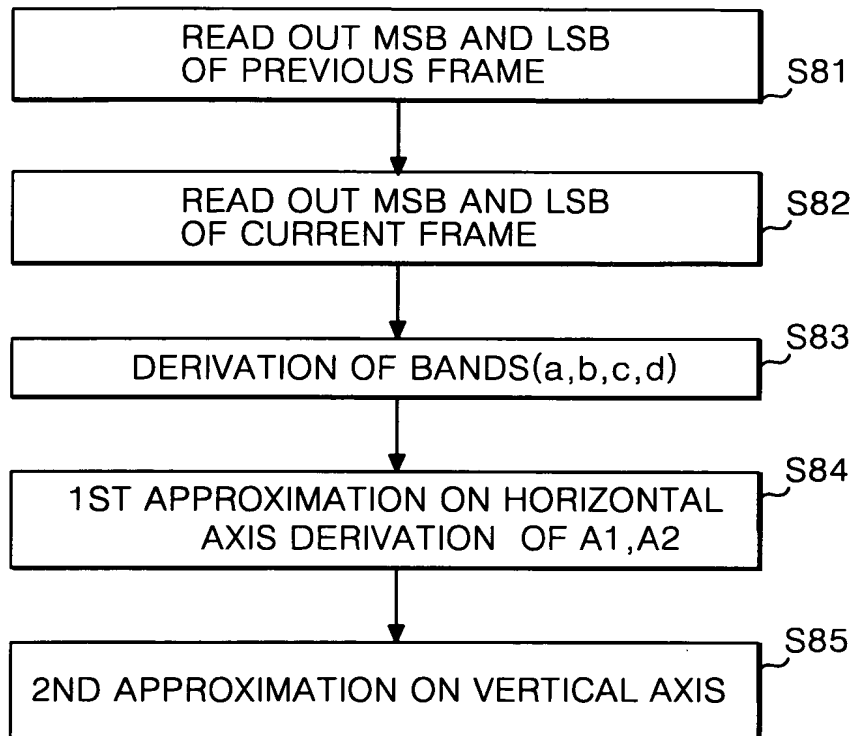 READ OUT MSB AND LSB
OF PREVIOUS FRAME
S81
READ OUT MSB AND LSB
OF CURRENT FRAME
S82
DERIVATION OF BANDS(a,b,c,d)
S83
1ST APPROXIMATION ON HORIZONTAL
AXIS DERIVATION OF A1,A2
S84
2ND APPROXIMATION ON VERTICAL AXIS
S85